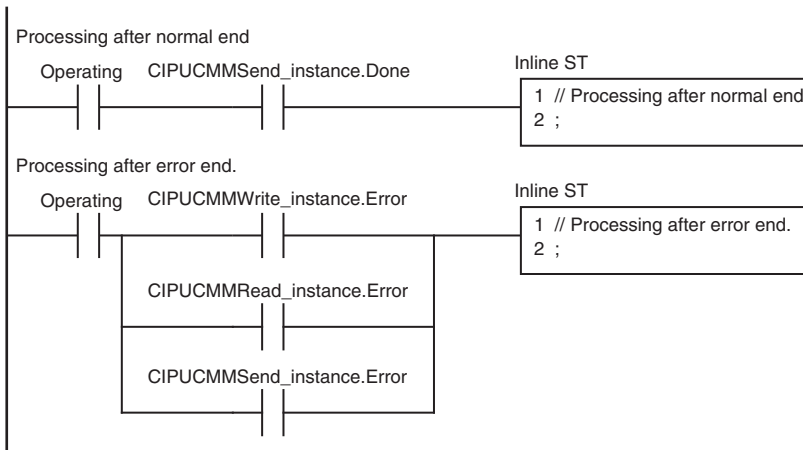 Processing after normal end
Operating CIPUCMMSend_instance.Done Inline ST
1 // Processing after normal end
2 ;
Processing after error end.
Operating CIPUCMMWrite_instance.Error Inline ST
1 // Processing after error end.
2 ;
CIPUCMMRead_instance.Error
CIPUCMMSend_instance.Error